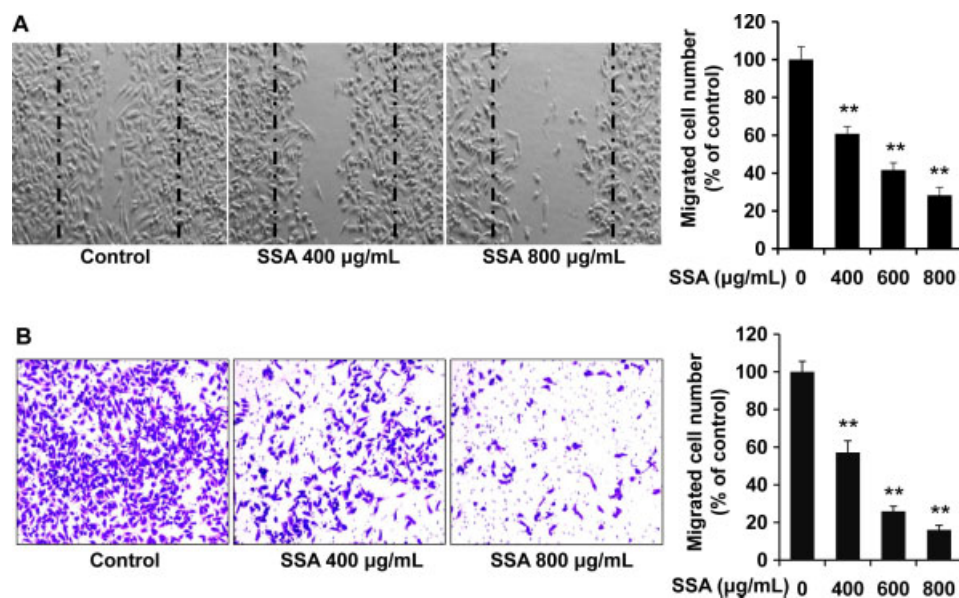 A
Control
SSA 400 µg/mL
SSA 800 µg/mL
Migrated cell number
(% of control)
120
100
80
60
40
20
0
**
**
**
SSA (µg/mL) 0 400 600 800
B
Control
SSA 400 µg/mL
SSA 800 µg/mL
Migrated cell number
(% of control)
120
100
80
60
40
20
0
**
**
**
SSA (µg/mL) 0 400 600 800